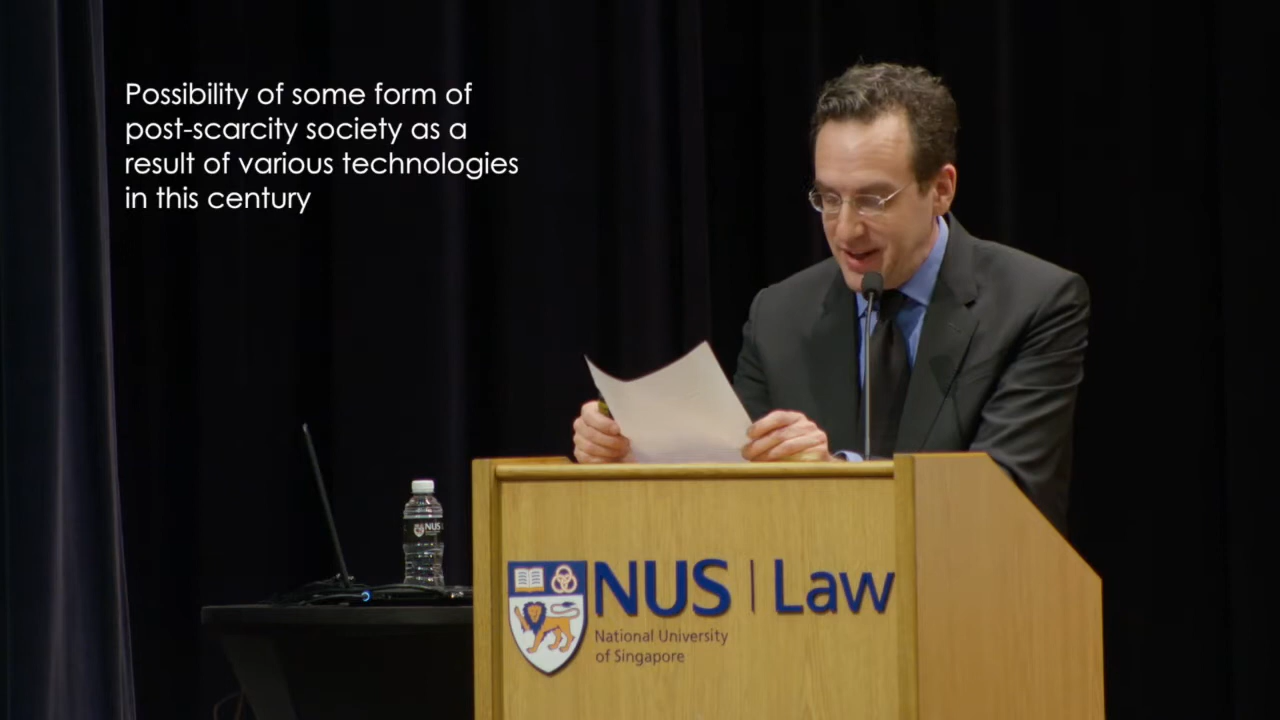 Possibility of some form of
post-scarcity society as a
result of various technologies
in this century
NUS
NUS | Law
National University
of Singapore